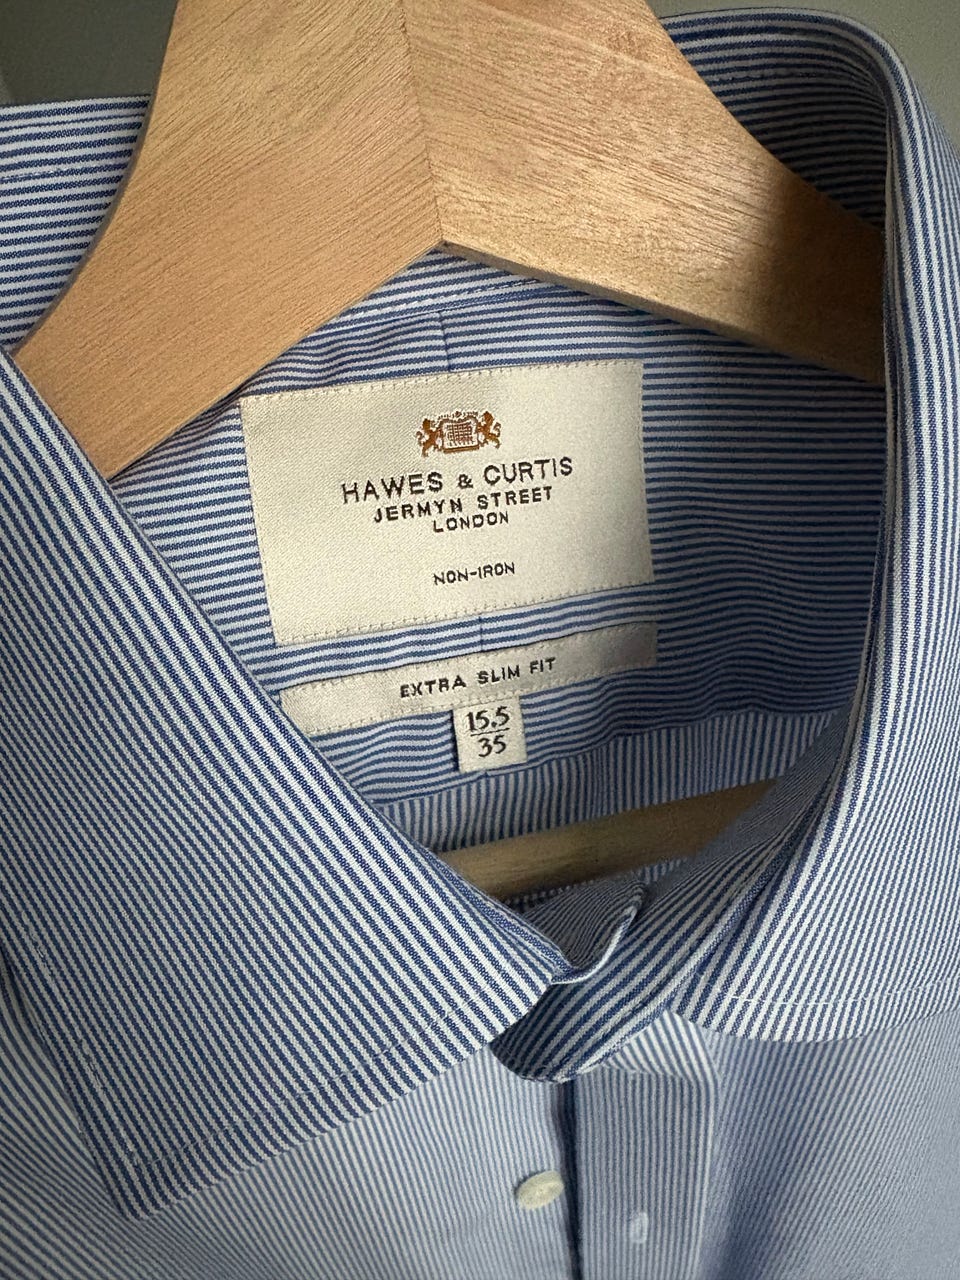 HAWES & CURTIS
JERMYN STREET
LONDON
NON-IRON
EXTRA SLIM FIT
15.5
35